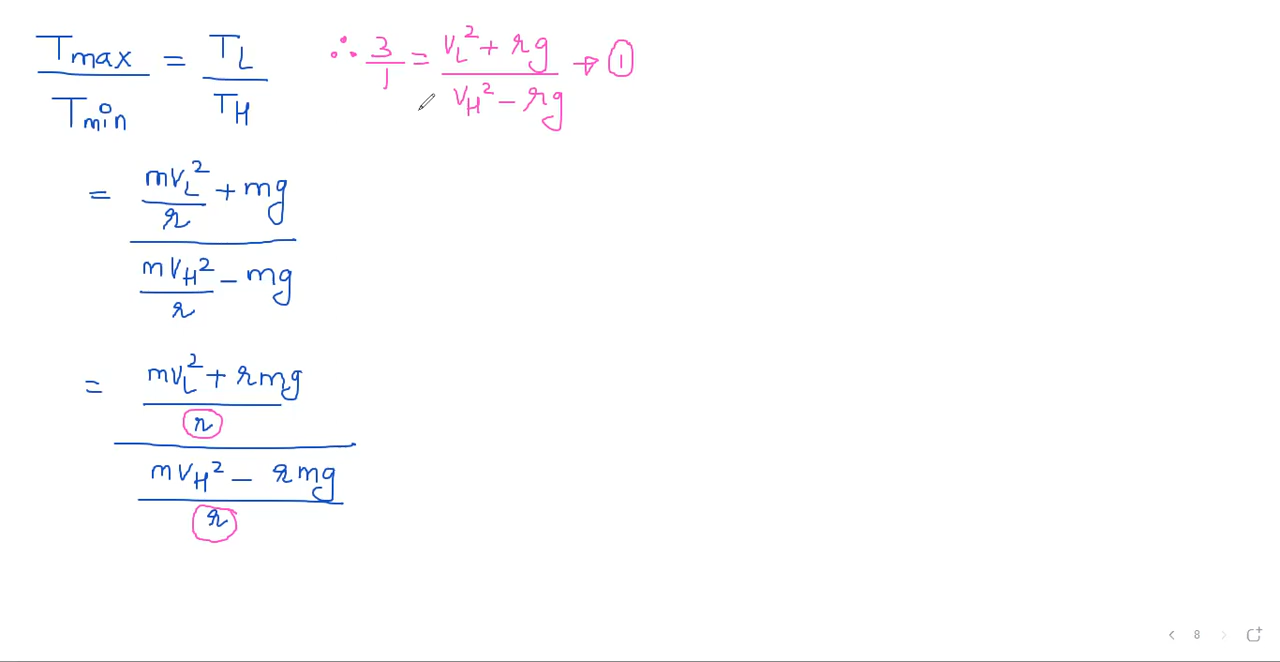 Tmax / Tmin = TL / TH
∴ 3/1 = (VL² + rg) / (VH² − rg) → ①
= (mVL²/r + mg) / (mVH²/r − mg)
= ((mVL² + rmg)/r) / ((mVH² − rmg)/r)
8